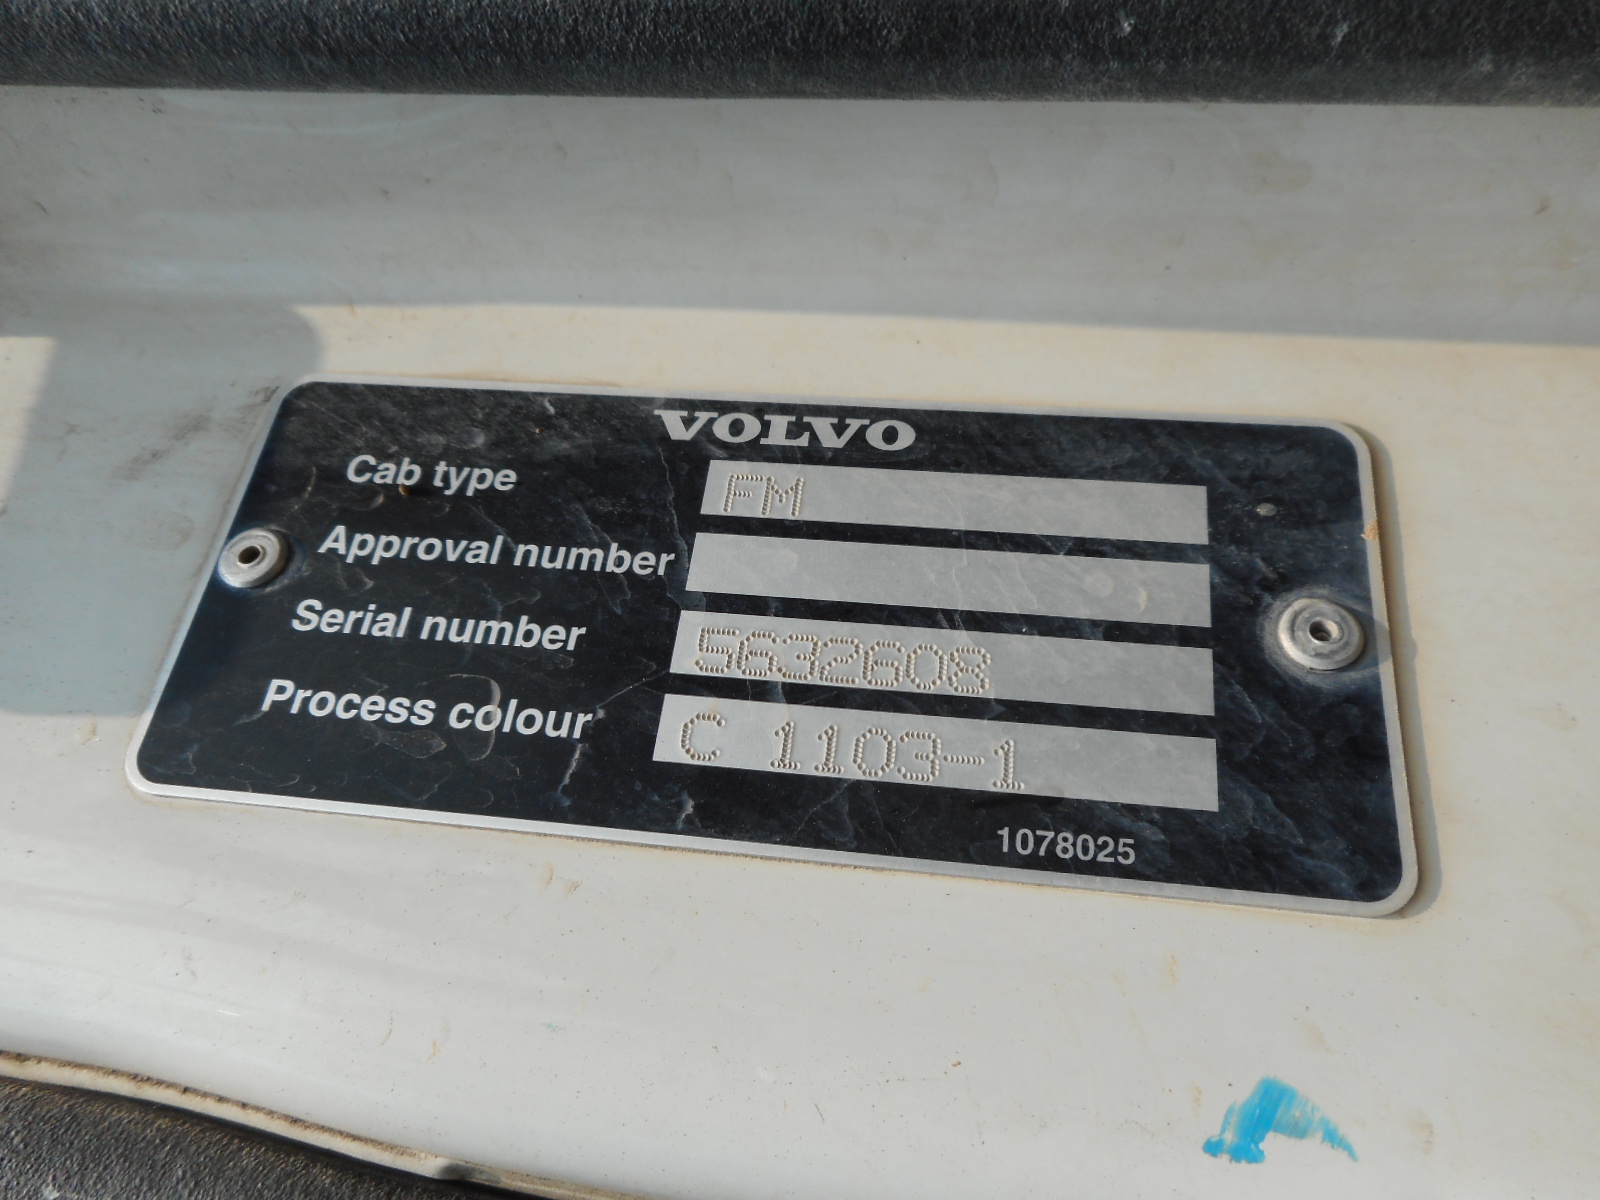 VOLVO
Cab type FM
Approval number
Serial number 5632608
Process colour C 1103-1
1078025